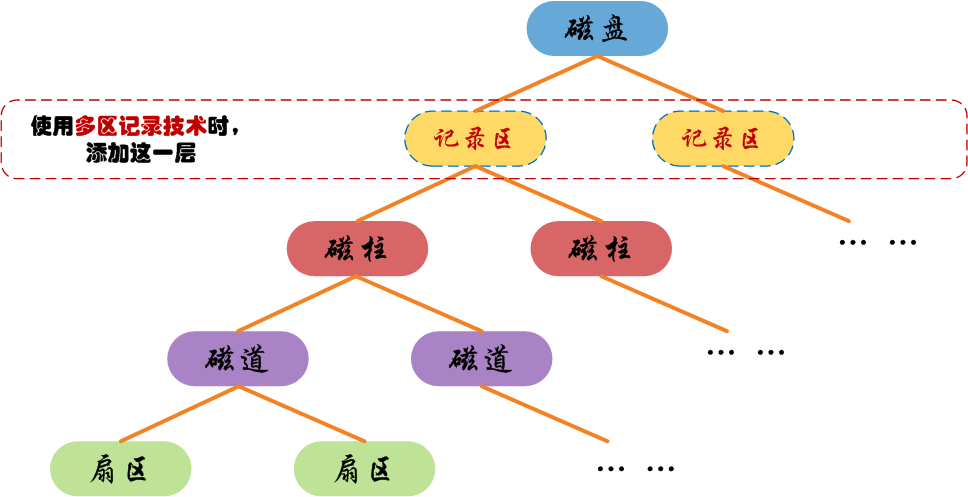 磁盘
使用多区记录技术时，
添加这一层
记录区
记录区
磁柱
磁柱
... ...
磁道
磁道
... ...
扇区
扇区
... ...